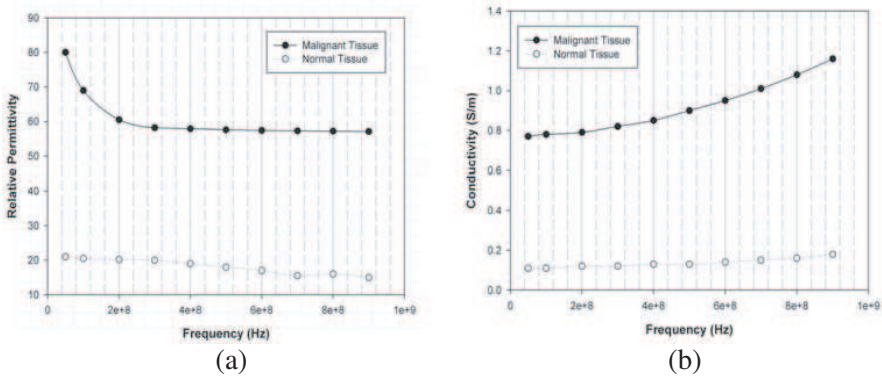 90
80
70
60
50
40
30
20
10
Relative Permittivity
Malignant Tissue
Normal Tissue
0
2e+8
4e+8
6e+8
8e+8
1e+9
Frequency (Hz)
(a)
1.4
1.2
1.0
0.8
0.6
0.4
0.2
0.0
Conductivity (S/m)
Malignant Tissue
Normal Tissue
0
2e+8
4e+8
6e+8
8e+8
1e+9
Frequency (Hz)
(b)